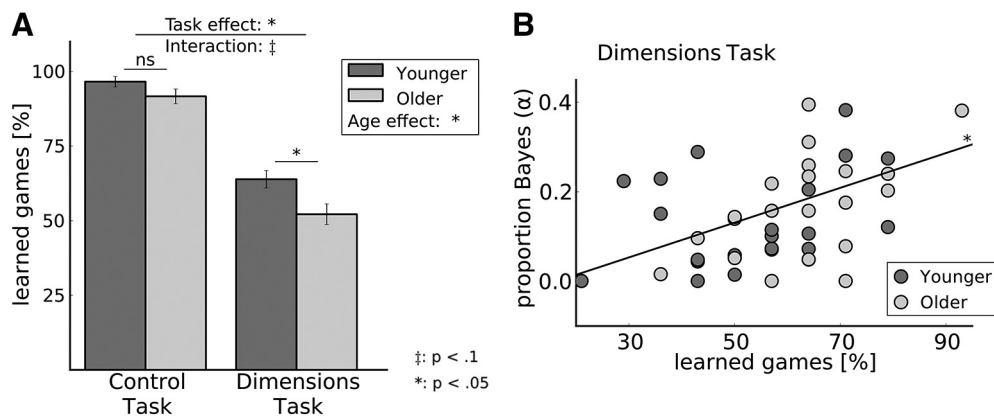 A
Task effect: *
Interaction: ‡
ns
*
Younger
Older
Age effect: *
learned games [%]
100
75
50
25
Control
Task
Dimensions
Task
‡: p < .1
*: p < .05
B
Dimensions Task
proportion Bayes (α)
0.4
0.2
0.0
*
Younger
Older
30
50
70
90
learned games [%]